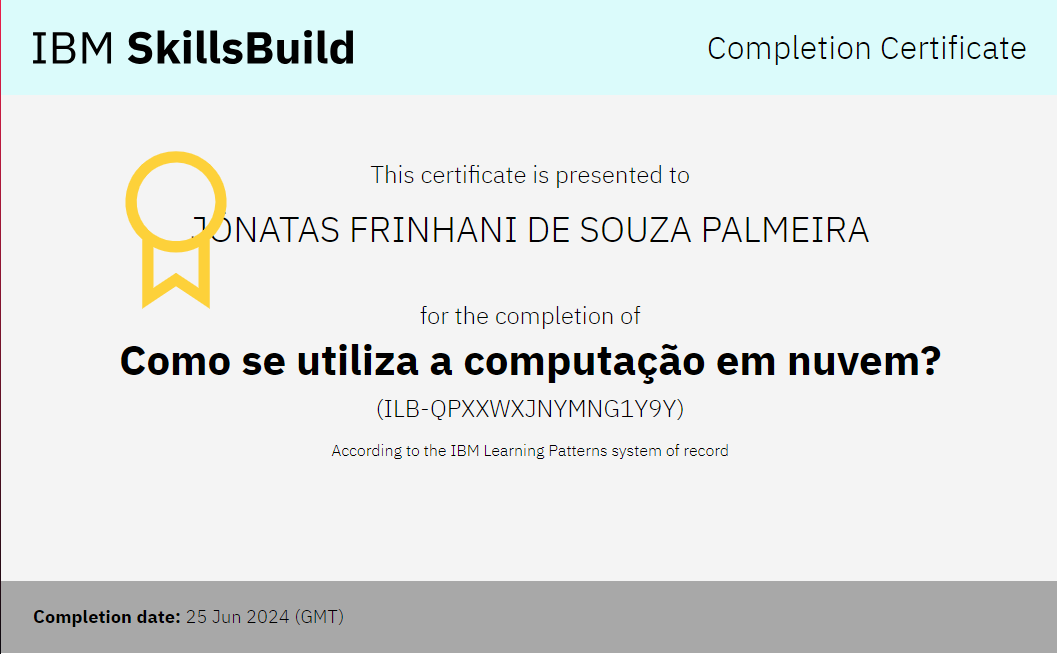 IBM SkillsBuild
Completion Certificate
This certificate is presented to
JÔNATAS FRINHANI DE SOUZA PALMEIRA
for the completion of
Como se utiliza a computação em nuvem?
(ILB-QPXXWXJNYMNG1Y9Y)
According to the IBM Learning Patterns system of record
Completion date: 25 Jun 2024 (GMT)